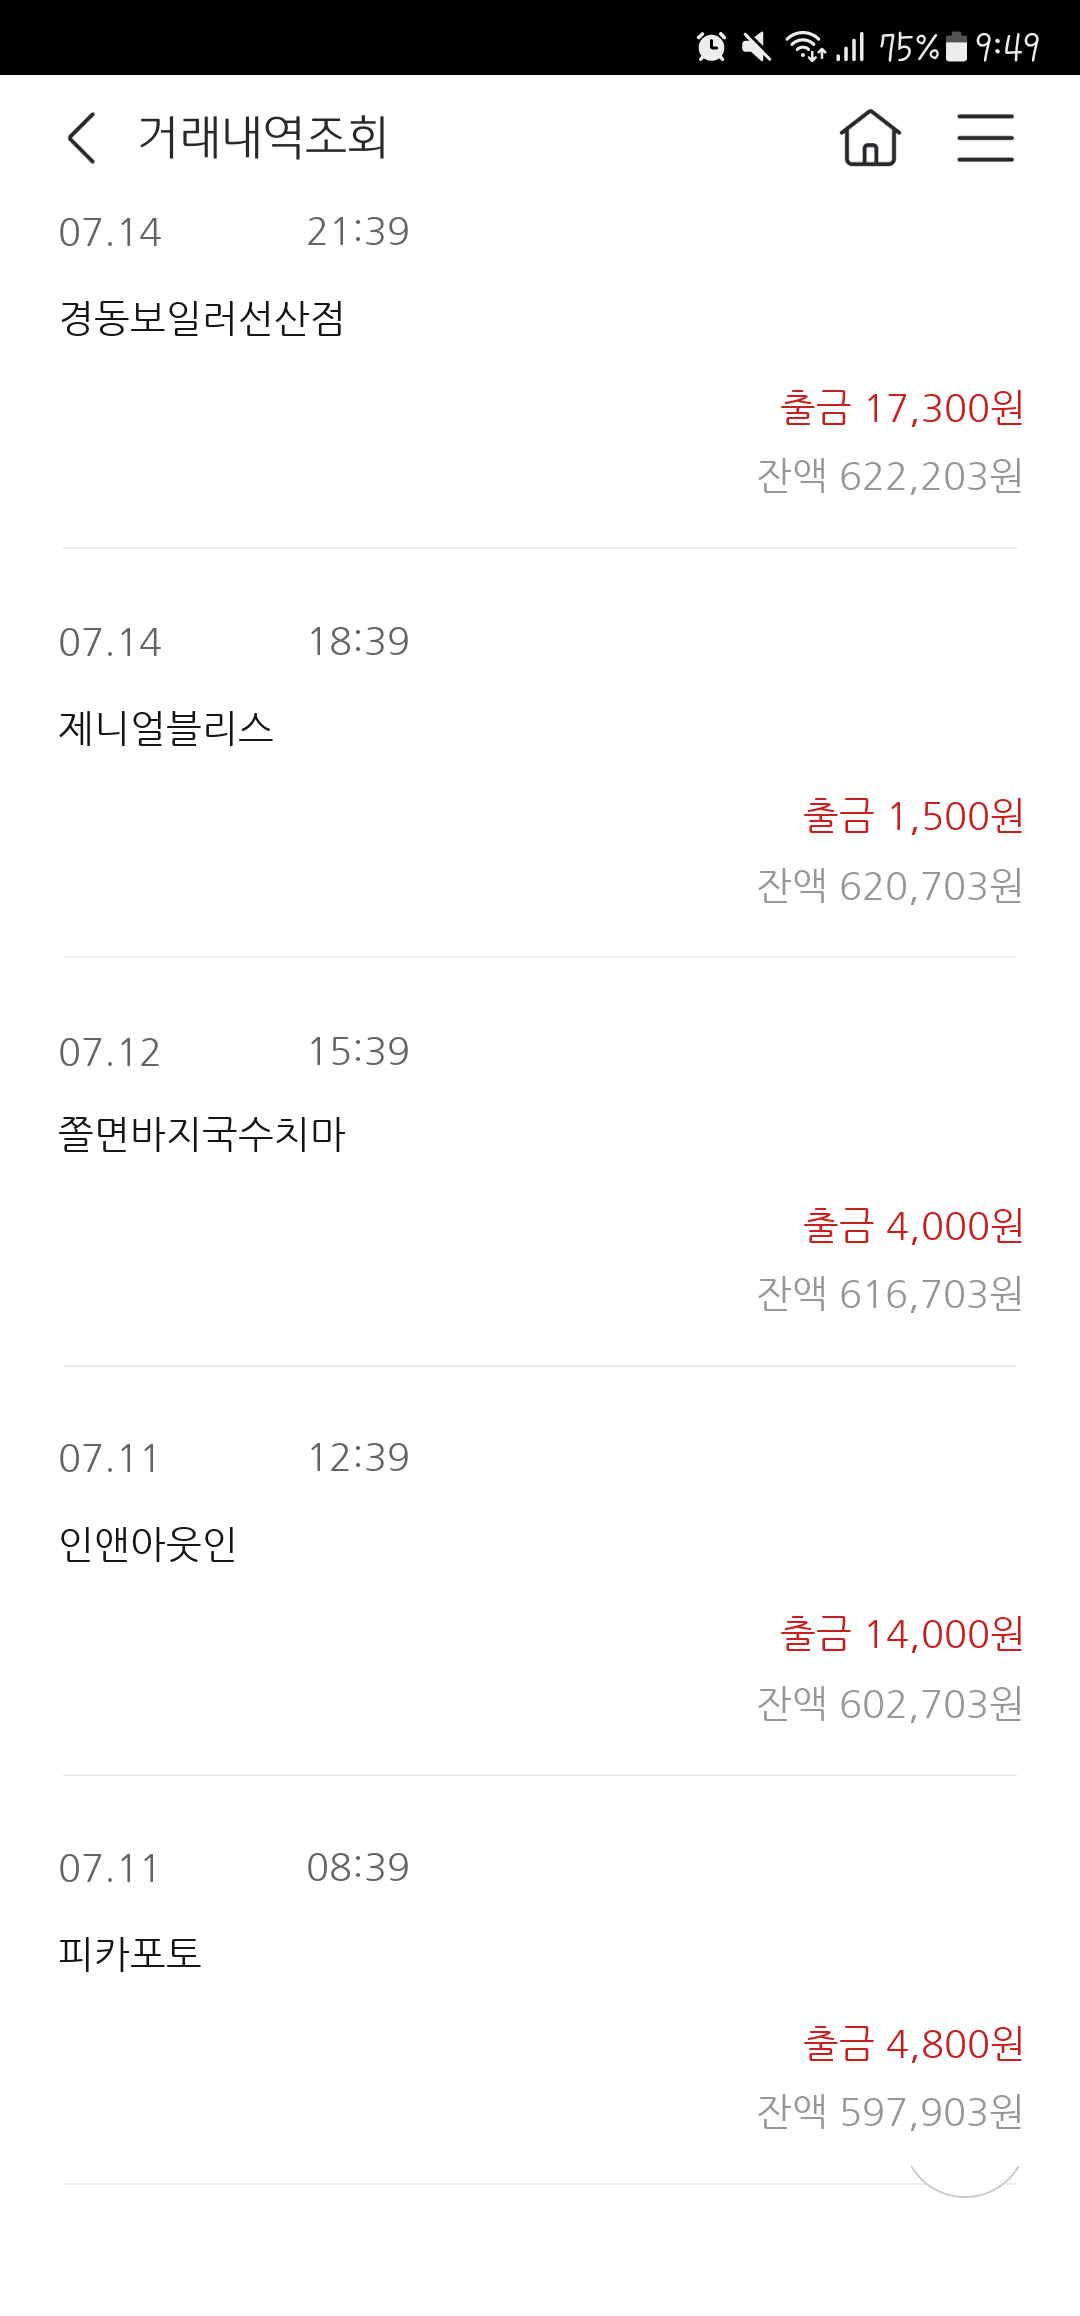 75% 9:49
거래내역조회
07.14 21:39
경동보일러선산점
출금 17,300원
잔액 622,203원
07.14 18:39
제니얼블리스
출금 1,500원
잔액 620,703원
07.12 15:39
쫄면바지국수치마
출금 4,000원
잔액 616,703원
07.11 12:39
인앤아웃인
출금 14,000원
잔액 602,703원
07.11 08:39
피카포토
출금 4,800원
잔액 597,903원